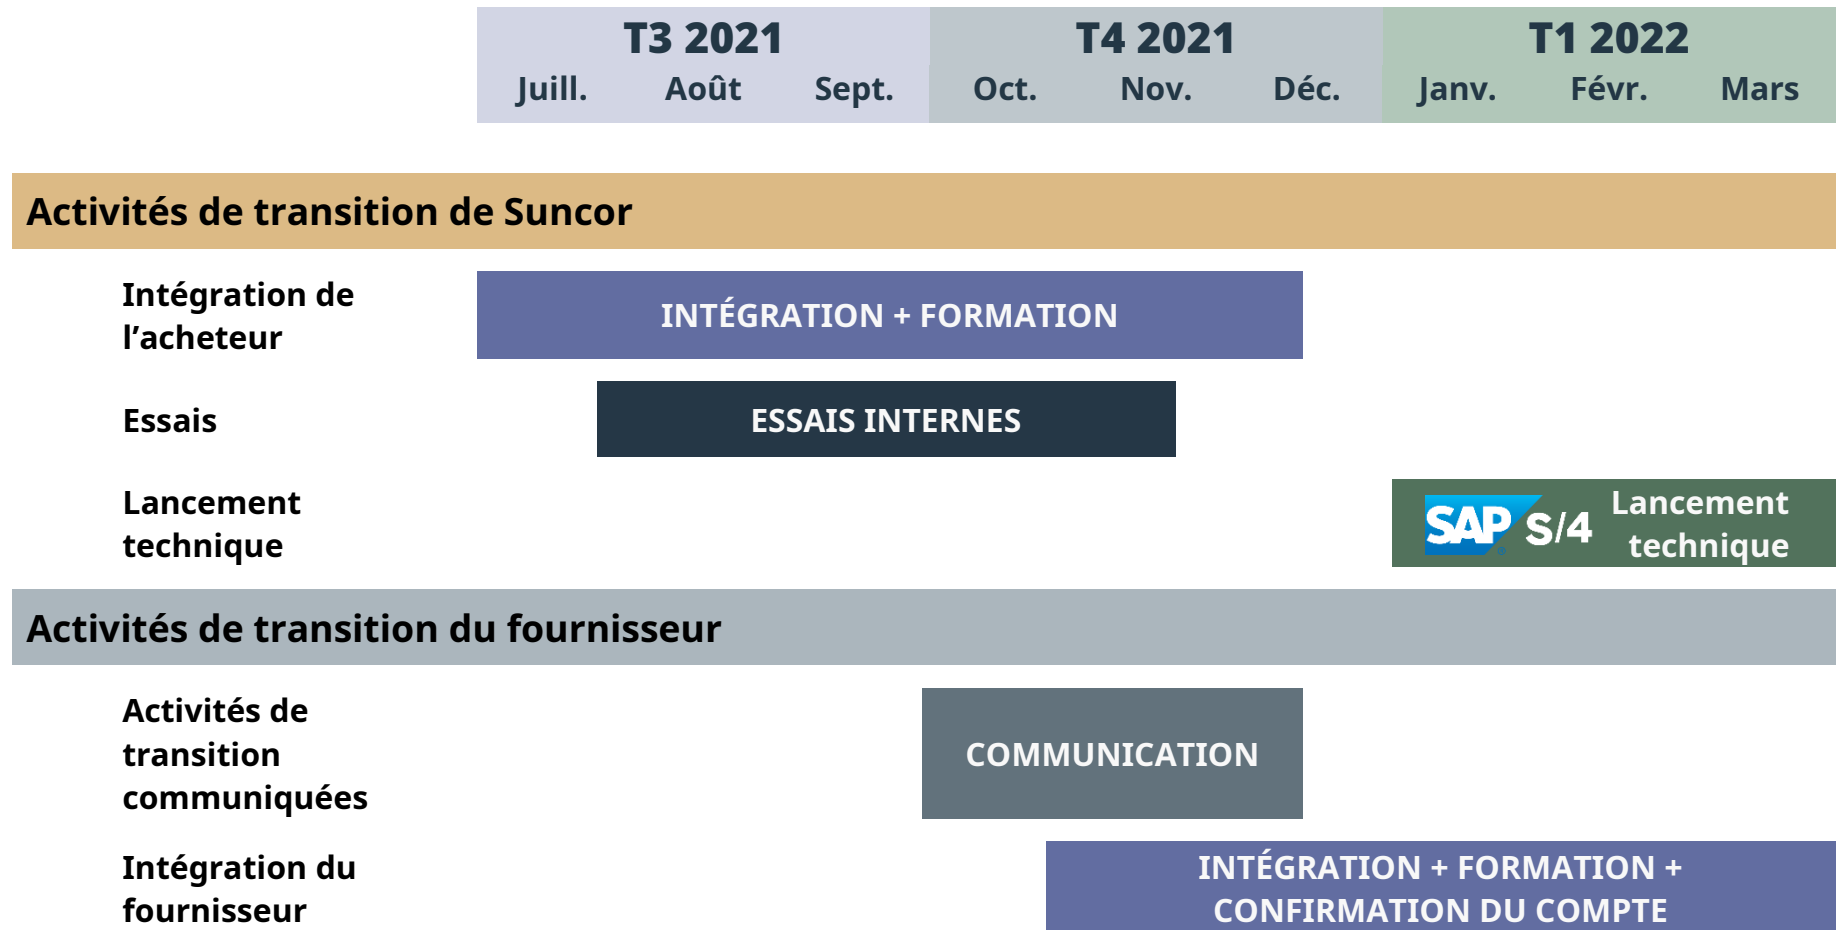 T3 2021 T4 2021 T1 2022
Juill. Août Sept. Oct. Nov. Déc. Janv. Févr. Mars
Activités de transition de Suncor
Intégration de
l’acheteur
INTÉGRATION + FORMATION
Essais
ESSAIS INTERNES
Lancement
technique
SAP S/4
Lancement
technique
Activités de transition du fournisseur
Activités de
transition
communiquées
COMMUNICATION
Intégration du
fournisseur
INTÉGRATION + FORMATION +
CONFIRMATION DU COMPTE